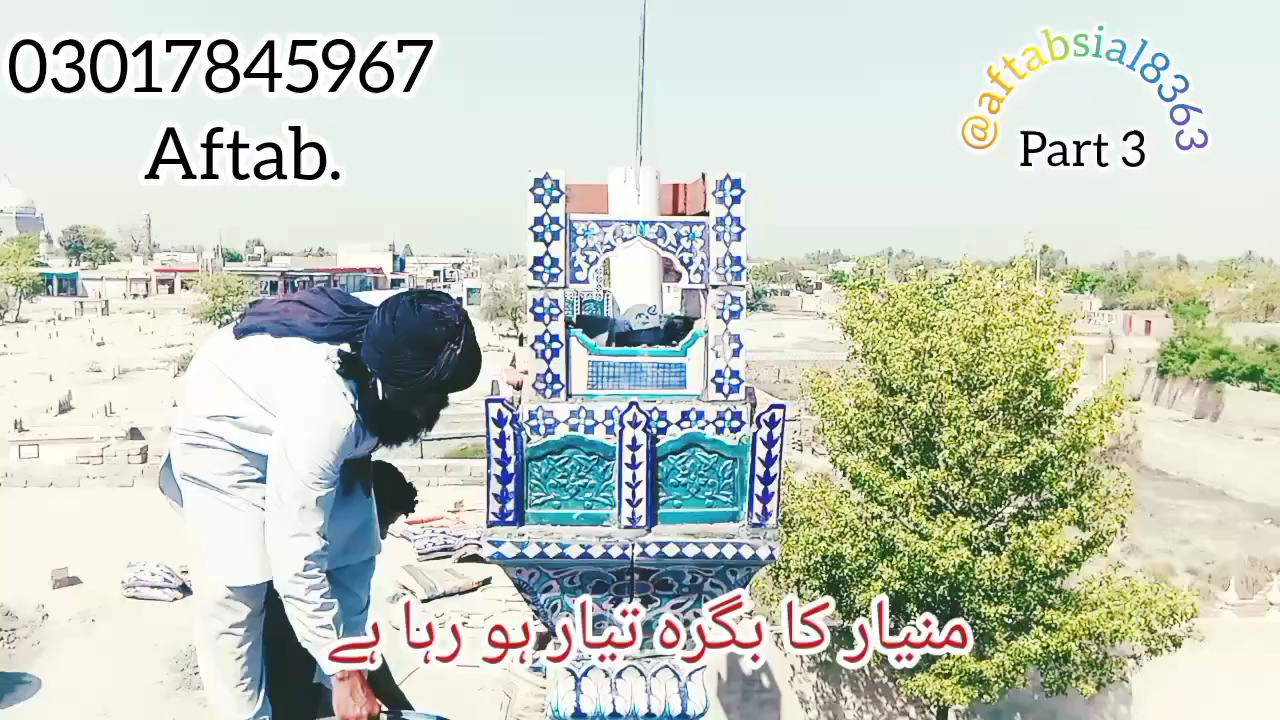 03017845967
Aftab.
@aftabsial8363
Part 3
منیار کا بگرہ تیار ہو رہا ہے